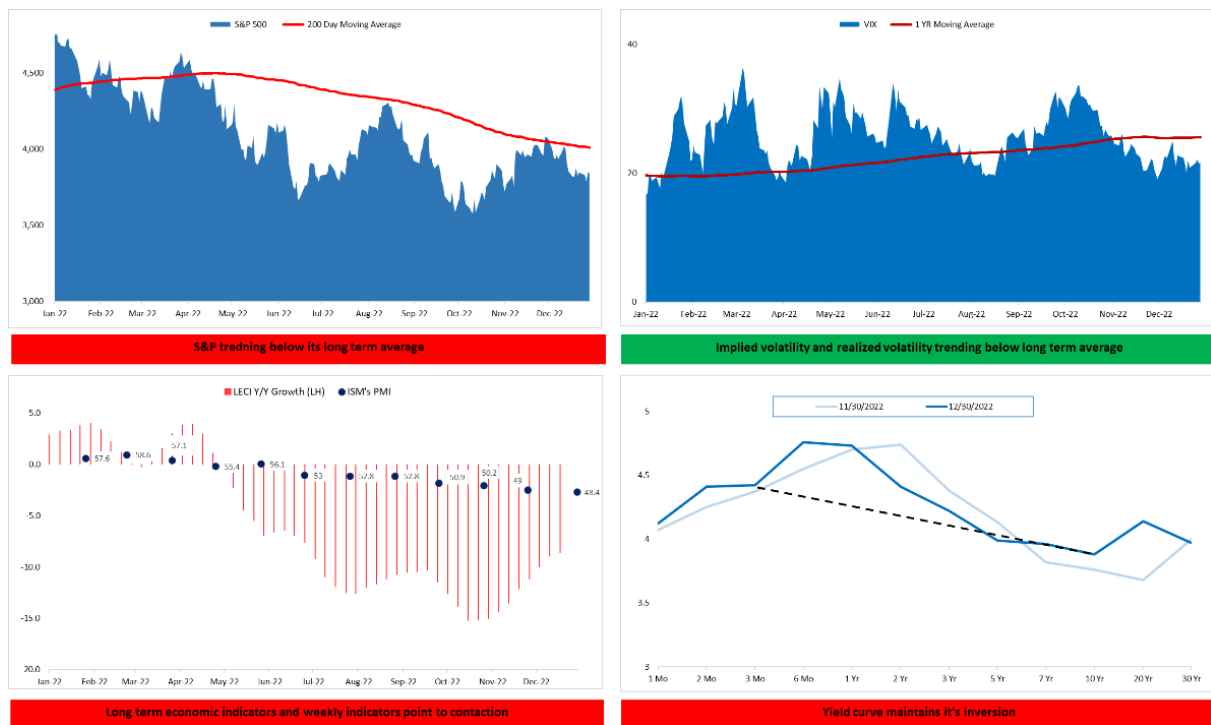 S&P 500 200 Day Moving Average
4,500
4,000
3,500
3,000
Jan-22 Feb-22 Mar-22 Apr-22 May-22 Jun-22 Jul-22 Aug-22 Sep-22 Oct-22 Nov-22 Dec-22
S&P tredning below its long term average
VIX 1 YR Moving Average
40
20
0
Jan-22 Feb-22 Mar-22 Apr-22 May-22 Jun-22 Jul-22 Aug-22 Sep-22 Oct-22 Nov-22 Dec-22
Implied volatility and realized volatility trending below long term average
LECI Y/Y Growth (LH) ISM's PMI
5.0
0.0
-5.0
-10.0
-15.0
20.0
57.6 58.6 57.1 55.4 56.1 53 52.8 52.8 50.9 50.2 49 48.4
Jan-22 Feb-22 Mar-22 Apr-22 May-22 Jun-22 Jul-22 Aug-22 Sep-22 Oct-22 Nov-22 Dec-22
Long term economic indicators and weekly indicators point to contaction
11/30/2022 12/30/2022
5
4.5
4
3.5
3
1 Mo 2 Mo 3 Mo 6 Mo 1 Yr 2 Yr 3 Yr 5 Yr 7 Yr 10 Yr 20 Yr 30 Yr
Yield curve maintains it's inversion